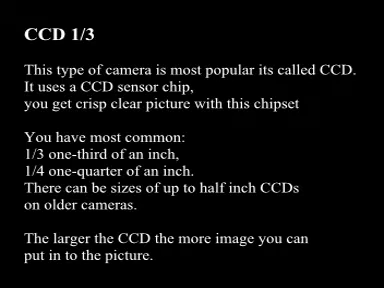 CCD 1/3
This type of camera is most popular its called CCD.
It uses a CCD sensor chip,
you get crisp clear picture with this chipset
You have most common:
1/3 one-third of an inch,
1/4 one-quarter of an inch.
There can be sizes of up to half inch CCDs
on older cameras.
The larger the CCD the more image you can
put in to the picture.